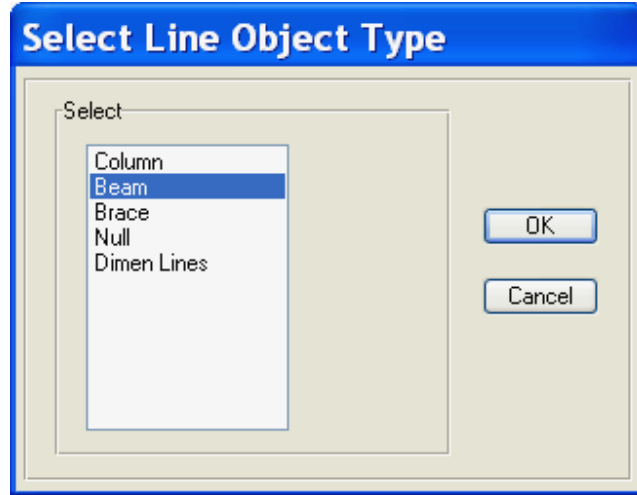 Select Line Object Type
Select
Column
Beam
Brace
Null
Dimen Lines
OK
Cancel